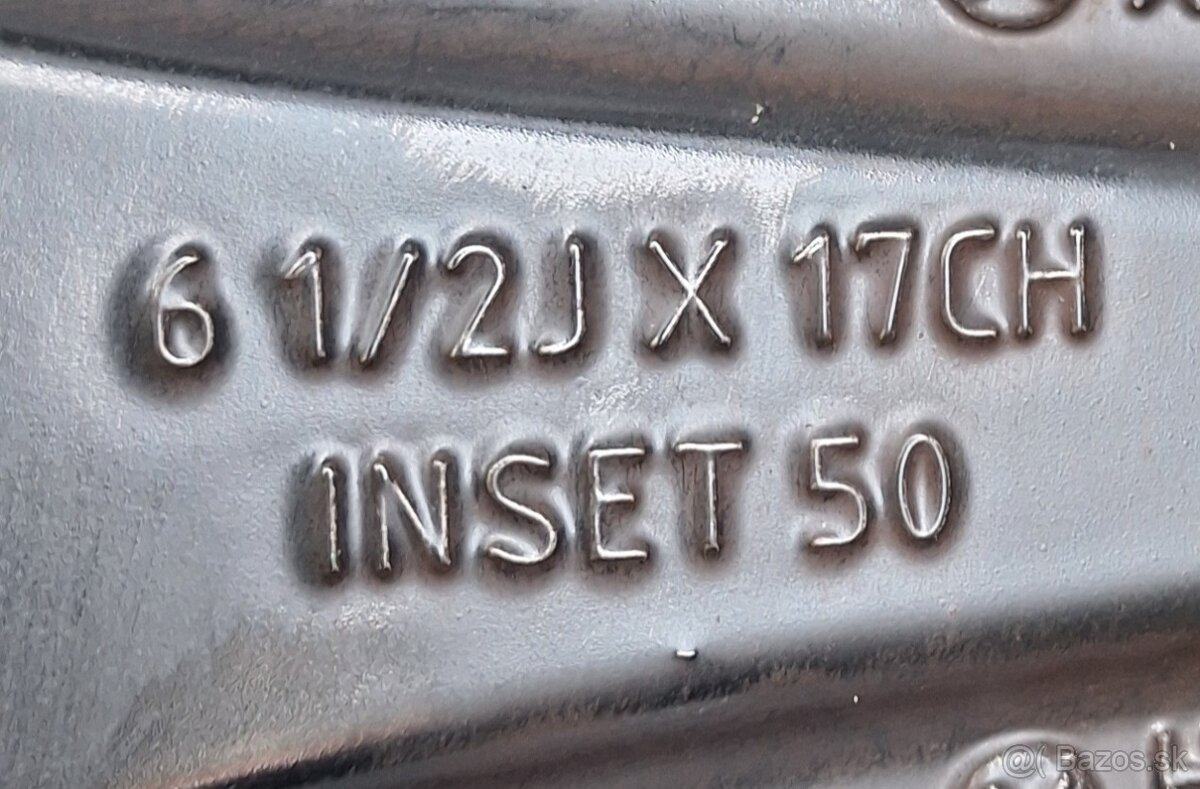 6 1/2J X 17CH
INSET 50
@( Bazos.sk